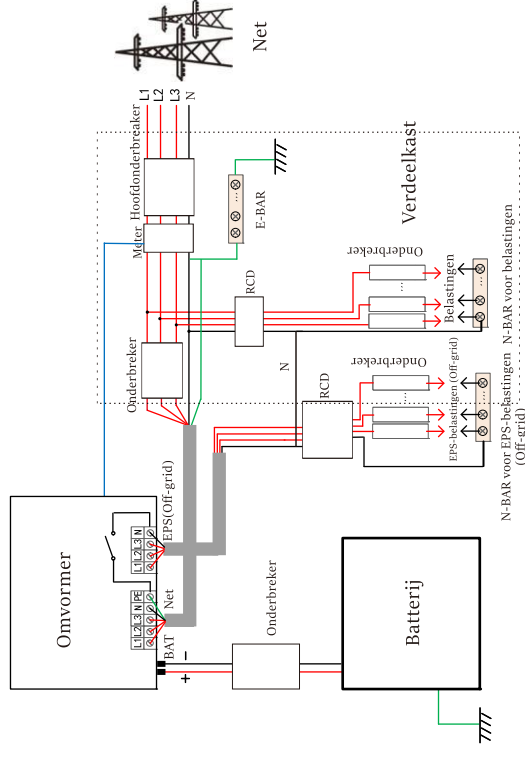 Net
L1
L2
L3
N
Hoofdonderbreaker
Meter
E-BAR
Verdeelkast
Onderbreker
RCD
Onderbreker
...
Belastingen
N-BAR voor belastingen
N
RCD
Onderbreker
...
EPS-belastingen (Off-grid)
N-BAR voor EPS-belastingen
(Off-grid)
Omvormer
L1 L2 L3 N
EPS(Off-grid)
L1 L2 L3 N PE
Net
BAT
+ −
Onderbreker
Batterij